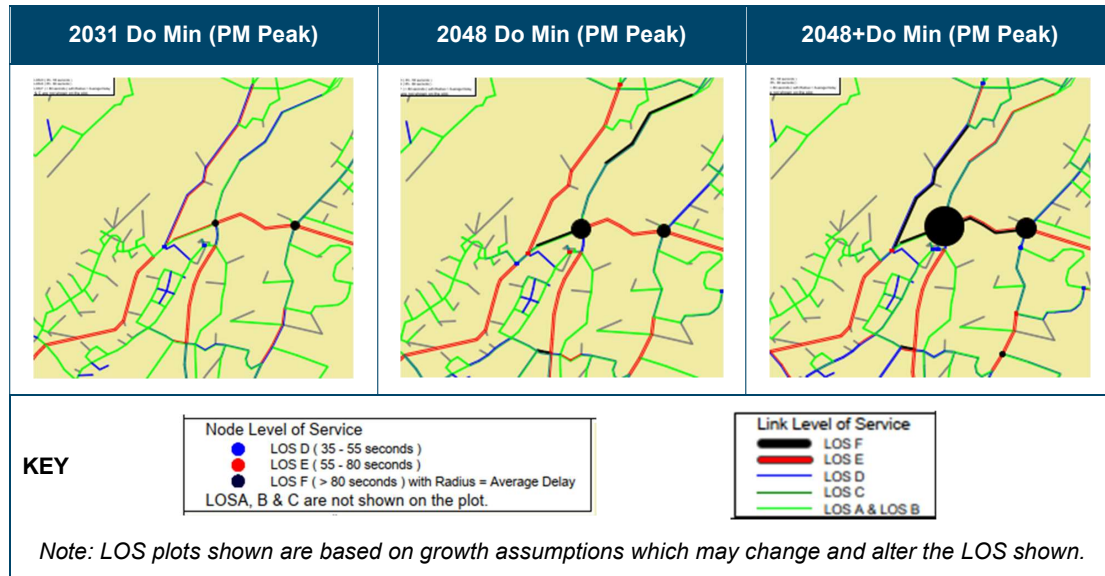 2031 Do Min (PM Peak)
2048 Do Min (PM Peak)
2048+Do Min (PM Peak)
KEY
Node Level of Service
LOS D ( 35 - 55 seconds )
LOS E ( 55 - 80 seconds )
LOS F ( > 80 seconds ) with Radius = Average Delay
LOSA, B & C are not shown on the plot.
Link Level of Service
LOS F
LOS E
LOS D
LOS C
LOS A & LOS B
Note: LOS plots shown are based on growth assumptions which may change and alter the LOS shown.